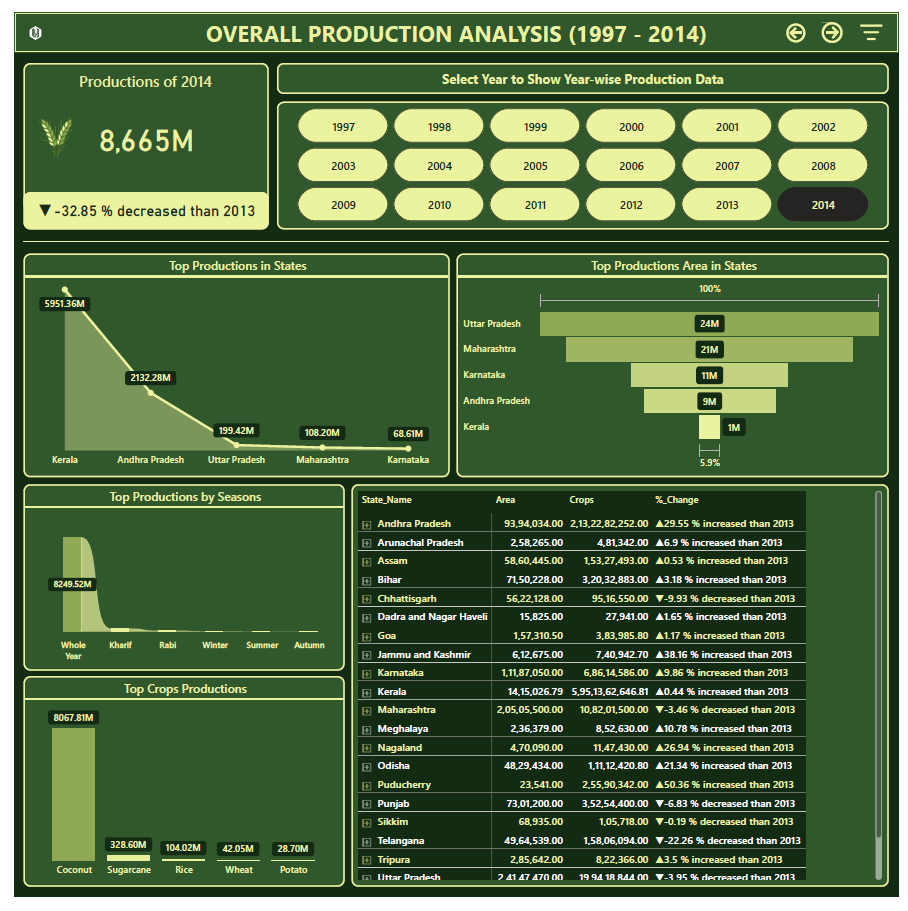 OVERALL PRODUCTION ANALYSIS (1997 - 2014)
Productions of 2014
8,665M
▼-32.85 % decreased than 2013
Select Year to Show Year-wise Production Data
1997 1998 1999 2000 2001 2002
2003 2004 2005 2006 2007 2008
2009 2010 2011 2012 2013 2014
Top Productions in States
5951.36M
2132.28M
199.42M
108.20M
68.61M
Kerala Andhra Pradesh Uttar Pradesh Maharashtra Karnataka
Top Productions Area in States
100%
Uttar Pradesh 24M
Maharashtra 21M
Karnataka 11M
Andhra Pradesh 9M
Kerala 1M
5.9%
Top Productions by Seasons
8249.52M
Whole Year Kharif Rabi Winter Summer Autumn
Top Crops Productions
8067.81M
328.60M
104.02M
42.05M
28.70M
Coconut Sugarcane Rice Wheat Potato
State_Name Area Crops %_Change
Andhra Pradesh 93,94,034.00 2,13,22,82,252.00 ▲29.55 % increased than 2013
Arunachal Pradesh 2,58,265.00 4,81,342.00 ▲6.9 % increased than 2013
Assam 58,60,445.00 1,53,27,493.00 ▲0.53 % increased than 2013
Bihar 71,50,228.00 3,20,32,883.00 ▲3.18 % increased than 2013
Chhattisgarh 56,22,128.00 95,16,550.00 ▼-9.93 % decreased than 2013
Dadra and Nagar Haveli 15,825.00 27,941.00 ▲1.65 % increased than 2013
Goa 1,57,310.50 3,83,985.80 ▲1.17 % increased than 2013
Jammu and Kashmir 6,12,675.00 7,40,942.70 ▲38.16 % increased than 2013
Karnataka 1,11,87,050.00 6,86,14,586.00 ▲9.86 % increased than 2013
Kerala 14,15,026.79 5,95,13,62,646.81 ▲0.44 % increased than 2013
Maharashtra 2,05,05,500.00 10,82,01,500.00 ▼-3.46 % decreased than 2013
Meghalaya 2,36,379.00 8,52,630.00 ▲10.78 % increased than 2013
Nagaland 4,70,090.00 11,47,430.00 ▲26.94 % increased than 2013
Odisha 48,29,434.00 1,11,12,420.80 ▲21.34 % increased than 2013
Puducherry 23,541.00 2,55,90,342.00 ▲50.36 % increased than 2013
Punjab 73,01,200.00 3,52,54,400.00 ▼-6.83 % decreased than 2013
Sikkim 68,935.00 1,05,718.00 ▼-0.19 % decreased than 2013
Telangana 49,64,539.00 1,58,06,094.00 ▼-22.26 % decreased than 2013
Tripura 2,85,642.00 8,22,366.00 ▲3.5 % increased than 2013
Uttar Pradesh 2,41,47,470.00 19,94,18,844.00 ▼-3.95 % decreased than 2013